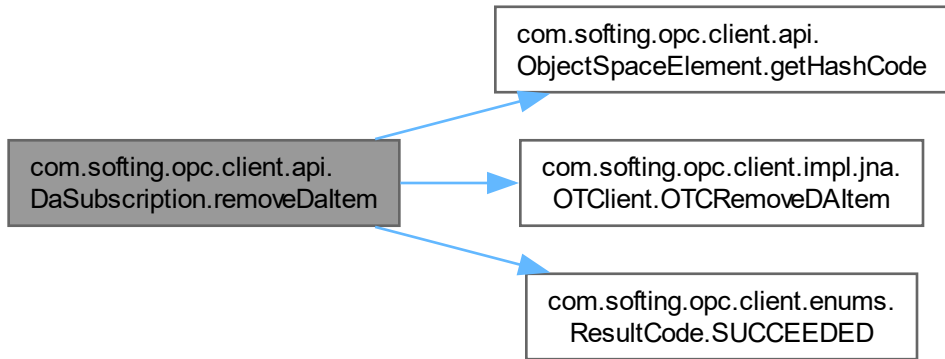 com.softing.opc.client.api.
ObjectSpaceElement.getHashCode
com.softing.opc.client.api.
DaSubscription.removeDaItem
com.softing.opc.client.impl.jna.
OTClient.OTCRemoveDAItem
com.softing.opc.client.enums.
ResultCode.SUCCEEDED